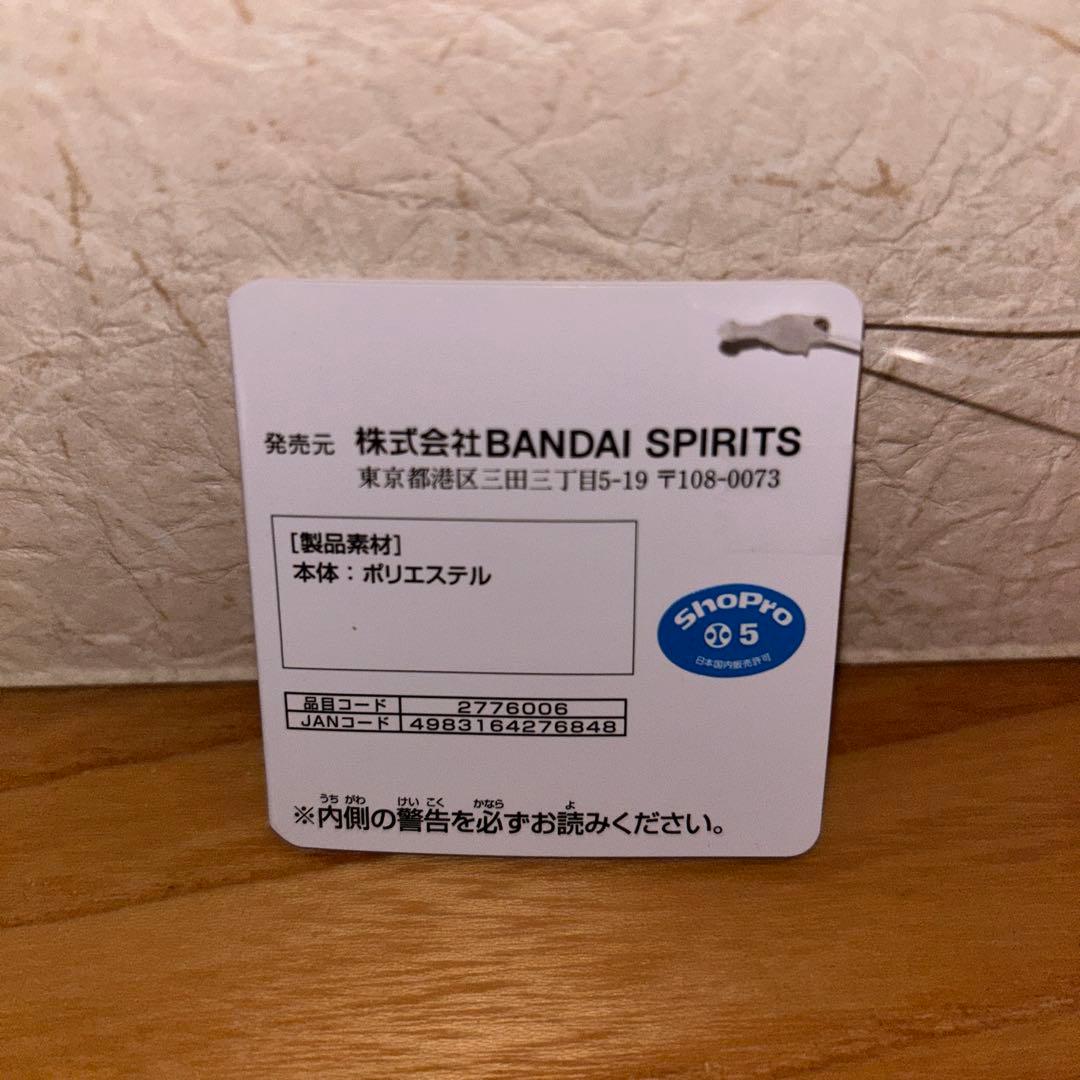 発売元 株式会社BANDAI SPIRITS
東京都港区三田三丁目5-19 〒108-0073
[製品素材]
本体：ポリエステル
ShoPro
5
日本国内販売許可
品目コード 2776006
JANコード 4983164276848
うちがわ けいこく かなら よ
※内側の警告を必ずお読みください。